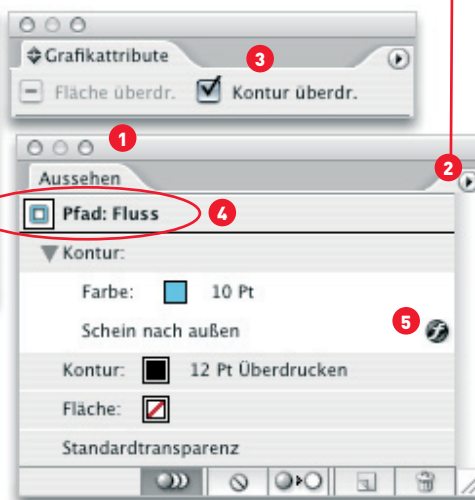 Grafikattribute
3
Fläche überdr. Kontur überdr.
1
2
Aussehen
Pfad: Fluss
4
Kontur:
Farbe: 10 Pt
Schein nach außen
5
Kontur: 12 Pt Überdrucken
Fläche:
Standardtransparenz